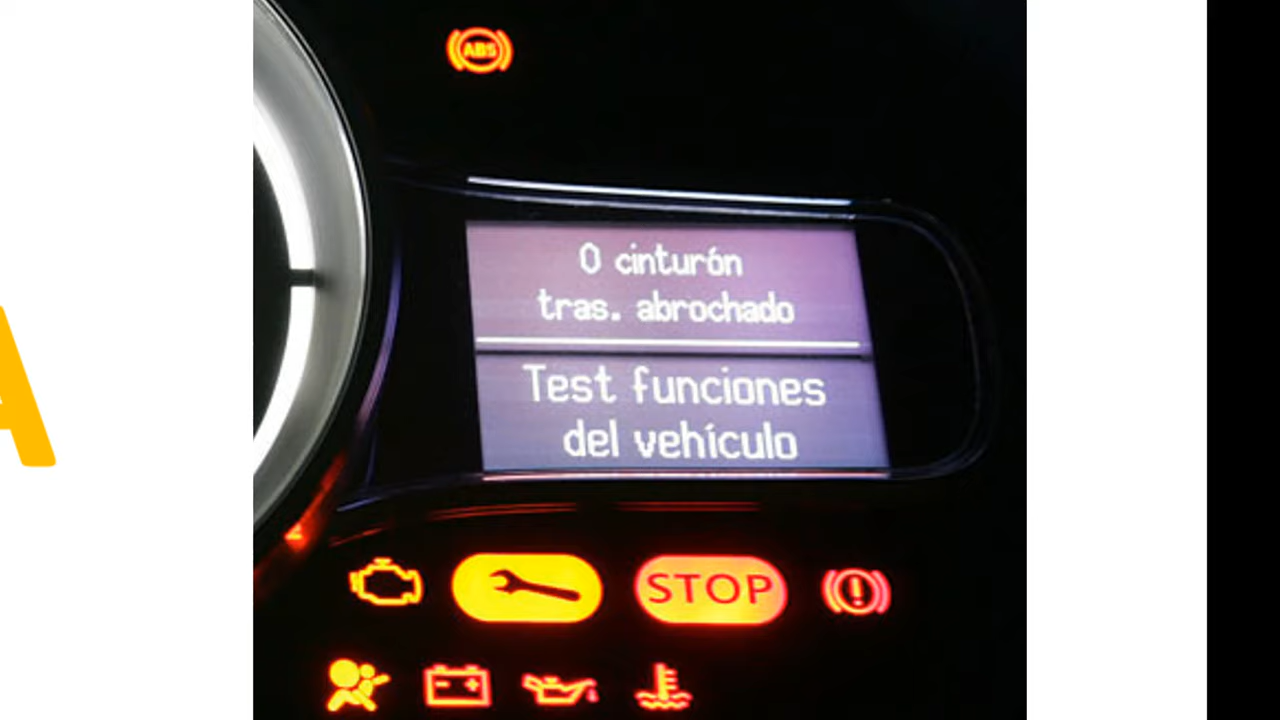 A
ABS
0 cinturón
tras. abrochado
Test funciones
del vehículo
STOP